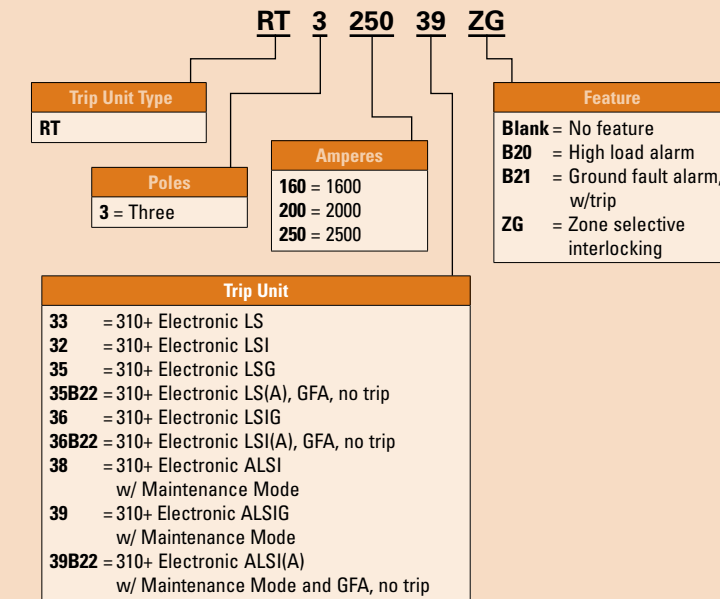 RT 3 250 39 ZG
Trip Unit Type
RT
Poles
3 = Three
Amperes
160 = 1600
200 = 2000
250 = 2500
Feature
Blank = No feature
B20 = High load alarm
B21 = Ground fault alarm,
w/trip
ZG = Zone selective
interlocking
Trip Unit
33 = 310+ Electronic LS
32 = 310+ Electronic LSI
35 = 310+ Electronic LSG
35B22 = 310+ Electronic LS(A), GFA, no trip
36 = 310+ Electronic LSIG
36B22 = 310+ Electronic LSI(A), GFA, no trip
38 = 310+ Electronic ALSI
w/ Maintenance Mode
39 = 310+ Electronic ALSIG
w/ Maintenance Mode
39B22 = 310+ Electronic ALSI(A)
w/ Maintenance Mode and GFA, no trip